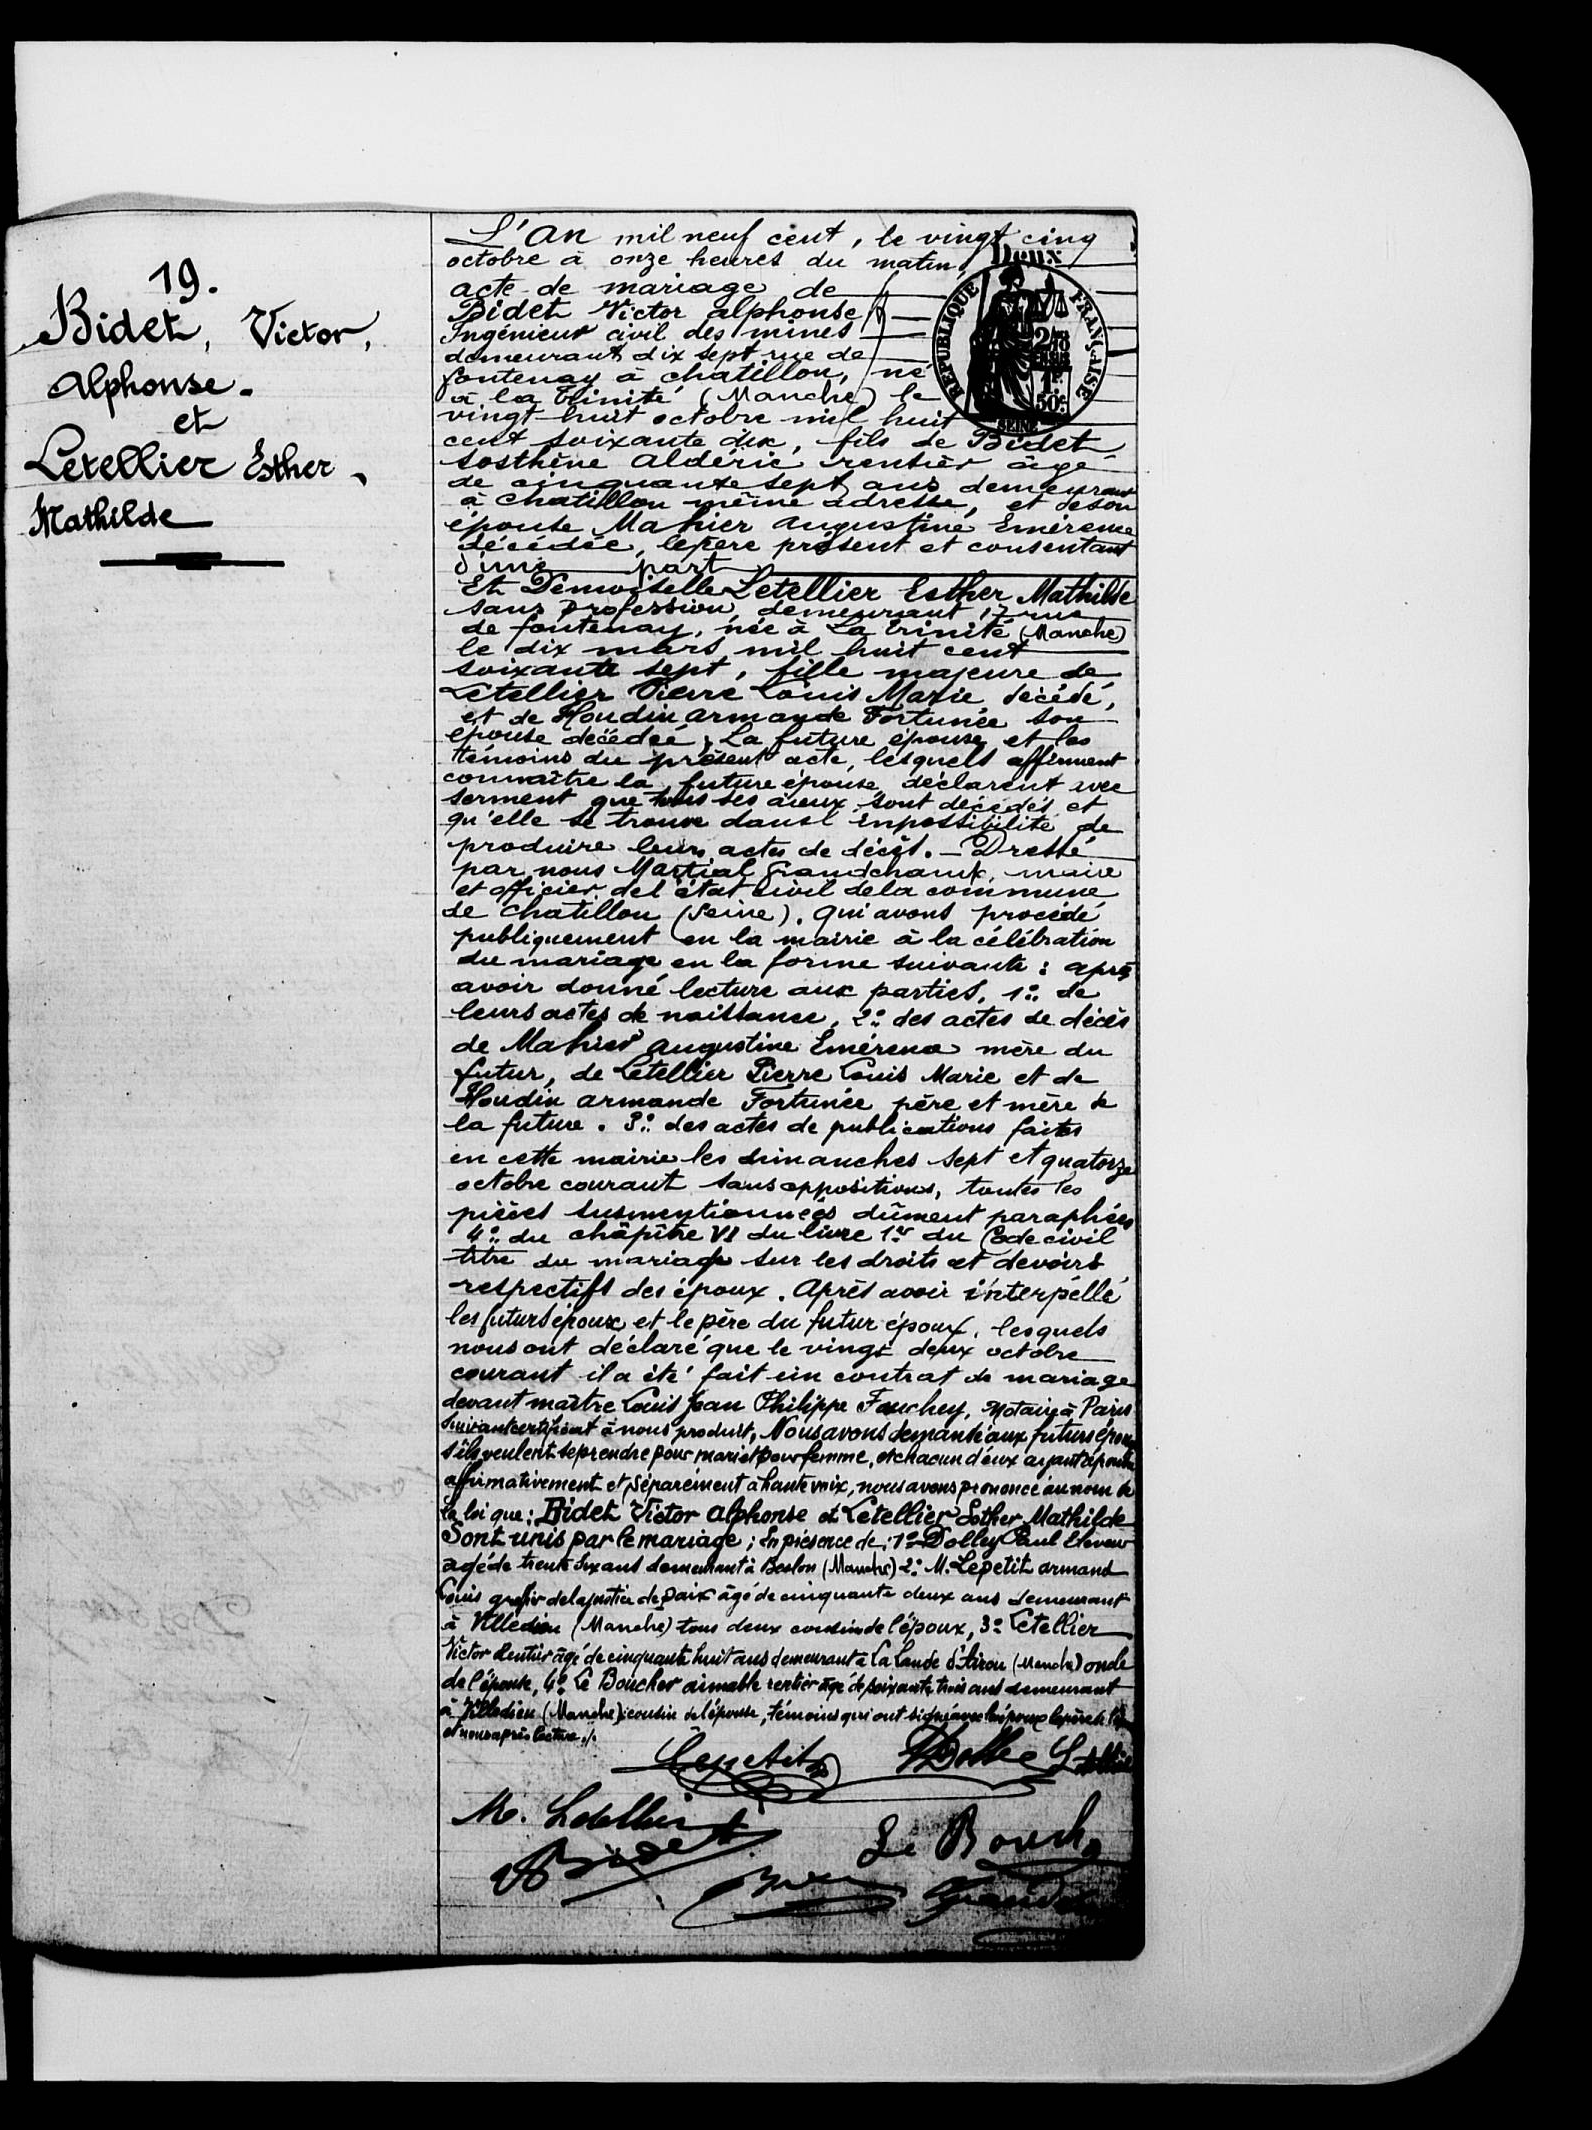 19.
Bidet, Victor,
Alphonse.
et
Letellier Esther,
Mathilde
L'An mil neuf cent, le vingt cinq
octobre à onze heures du matin,
acte de mariage de
Bidet Victor alphonse
Ingénieur civil des mines
demeurant dix sept rue de
fontenay à chatillon, né
à la trinité (Manche) le
vingt-huit octobre mil huit
cent soixante dix, fils de Bidet
Sosthène Aldéric rentier âgé
de cinquante sept ans demeurant
à Chatillon même adresse, et de son
épouse Mahier Augustine Emérence
décédée, le père présent et consentant
d'une part
Deux
RÉPUBLIQUE FRANÇAISE
SEINE
Et Demoiselle Letellier Esther Mathilde
sans profession, demeurant 17 rue
de fontenay, née à La trinité (Manche)
le dix mars mil huit cent
soixante sept, fille majeure de
Letellier Pierre Louis Marie décédé,
et de Houdin armande Fortunée son
épouse décédée, La future épouse et les
témoins du présent acte, lesquels affirment
connaître la future épouse, déclarent avec
serment que tous ses aïeux sont décédés et
qu'elle se trouve dans l'impossibilité de
produire leurs actes de décès. - Dressé
par nous Martial Grandchamp, maire
et officier de l'état civil de la commune
de Chatillon (Seine). qui avons procédé
publiquement en la mairie à la célébration
du mariage en la forme suivante : après
avoir donné lecture aux parties, 1º de
leurs actes de naissance, 2º des actes de décès
de Mahier Augustine Emérence mère du
futur, de Letellier Pierre Louis Marie et de
Houdin armande Fortunée père et mère de
la future. 3º des actes de publications faites
en cette mairie les dimanches sept et quatorze
octobre courant sans oppositions, toutes les
pièces susmentionnées dûment paraphées
4º du châpitre VI du livre 1er du Code civil
titre du mariage sur les droits et devoirs
respectifs des époux. Après avoir interpéllé
les futurs époux et le père du futur époux, lesquels
nous ont déclaré que le vingt deux octobre
courant il a été fait un contrat de mariage
devant maître Louis Jean Philippe Fauchey, Notaire à Paris
suivant certificat à nous produit, Nous avons demandé aux futurs époux
s'ils veulent se prendre pour mari et pour femme, et chacun d'eux ayant répondu
affirmativement et séparément à haute voix, nous avons prononcé au nom de
la loi que : Bidet Victor Alphonse et Letellier Esther Mathilde
Sont unis par le mariage ; En présence de : 1º Dolley Paul Eleveur
agé de trente six ans demeurant à Beslon (Manche) 2º M. Lepetit armand
Louis greffier de la justice de paix âgé de cinquante deux ans demeurant
à Villedieu (Manche) tous deux cousins de l'époux, 3º Letellier
Victor Rentier âgé de cinquante huit ans demeurant à La Lande d'Airou (Manche) oncle
de l'épouse, 4º Le Boucher aimable rentier âgé de soixante trois ans demeurant
à Villedieu (Manche) cousin de l'épouse, témoins qui ont signé avec les époux le père de
et nous après lecture ./.
Lepetit Dolley Letellier
M. Letellier
Bidet Le Bouch
Bidet